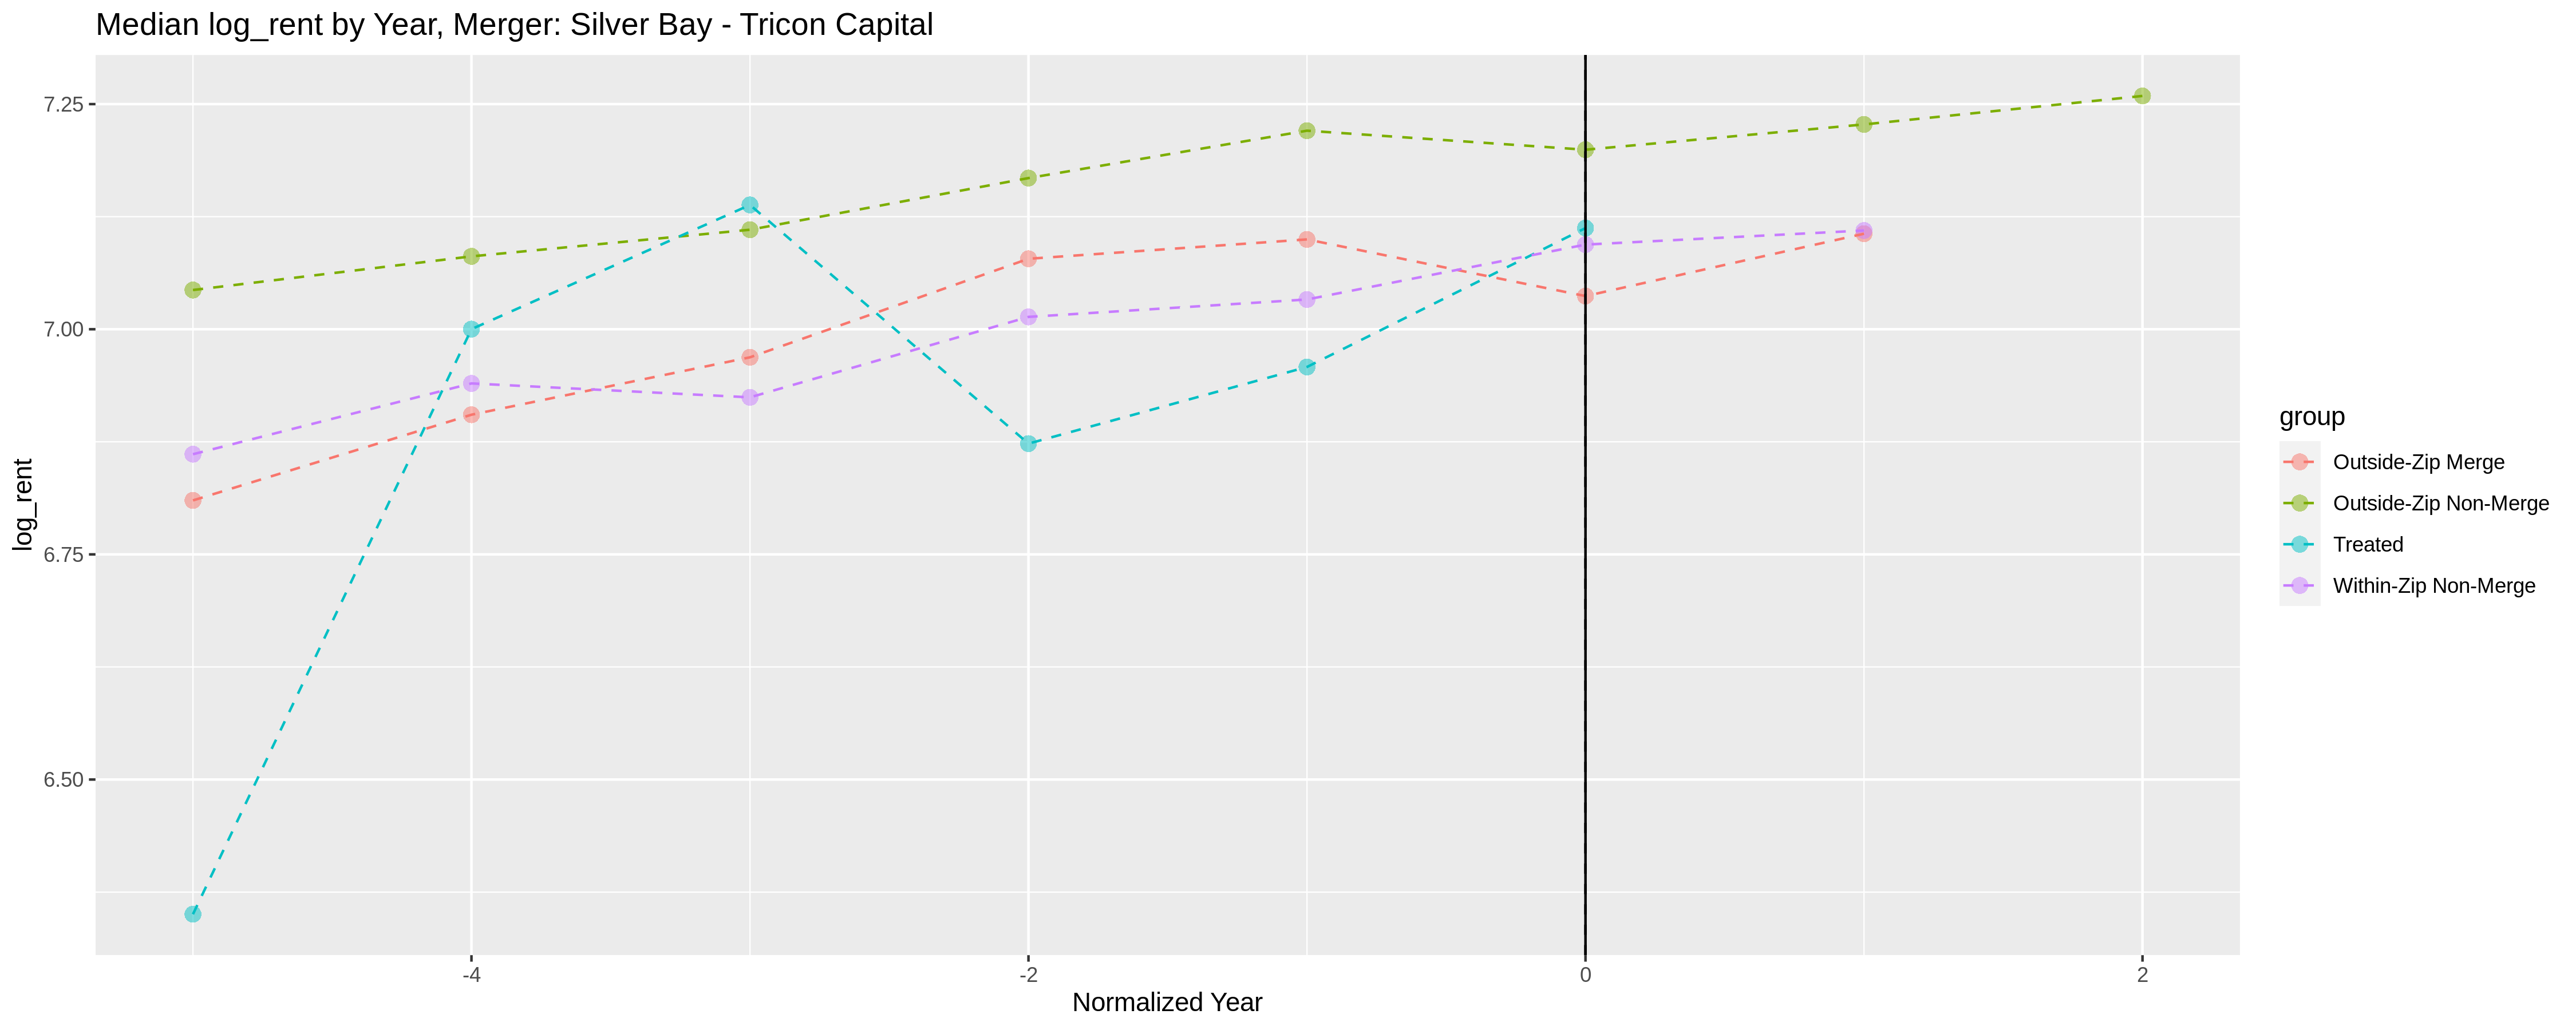 Median log_rent by Year, Merger: Silver Bay - Tricon Capital
7.25
7.00
6.75
6.50
log_rent
-4
-2
0
2
Normalized Year
group
Outside-Zip Merge
Outside-Zip Non-Merge
Treated
Within-Zip Non-Merge